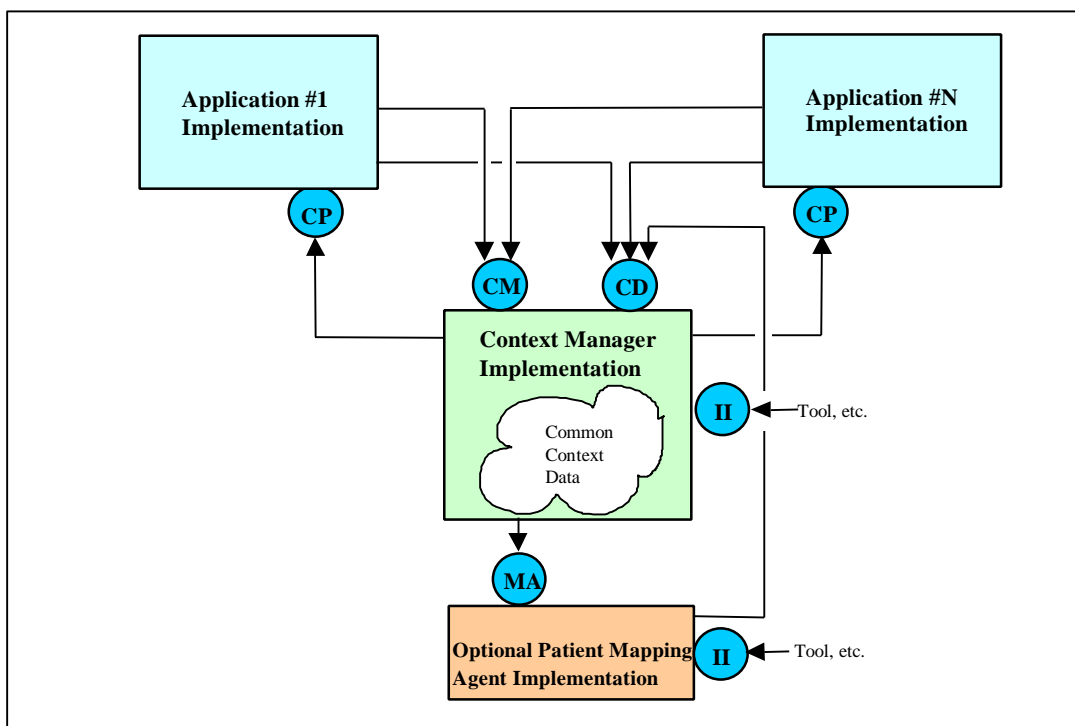 Application #1
Implementation
Application #N
Implementation
CP
CP
CM
CD
Context Manager
Implementation
II
Tool, etc.
Common
Context
Data
MA
Optional Patient Mapping
Agent Implementation
II
Tool, etc.